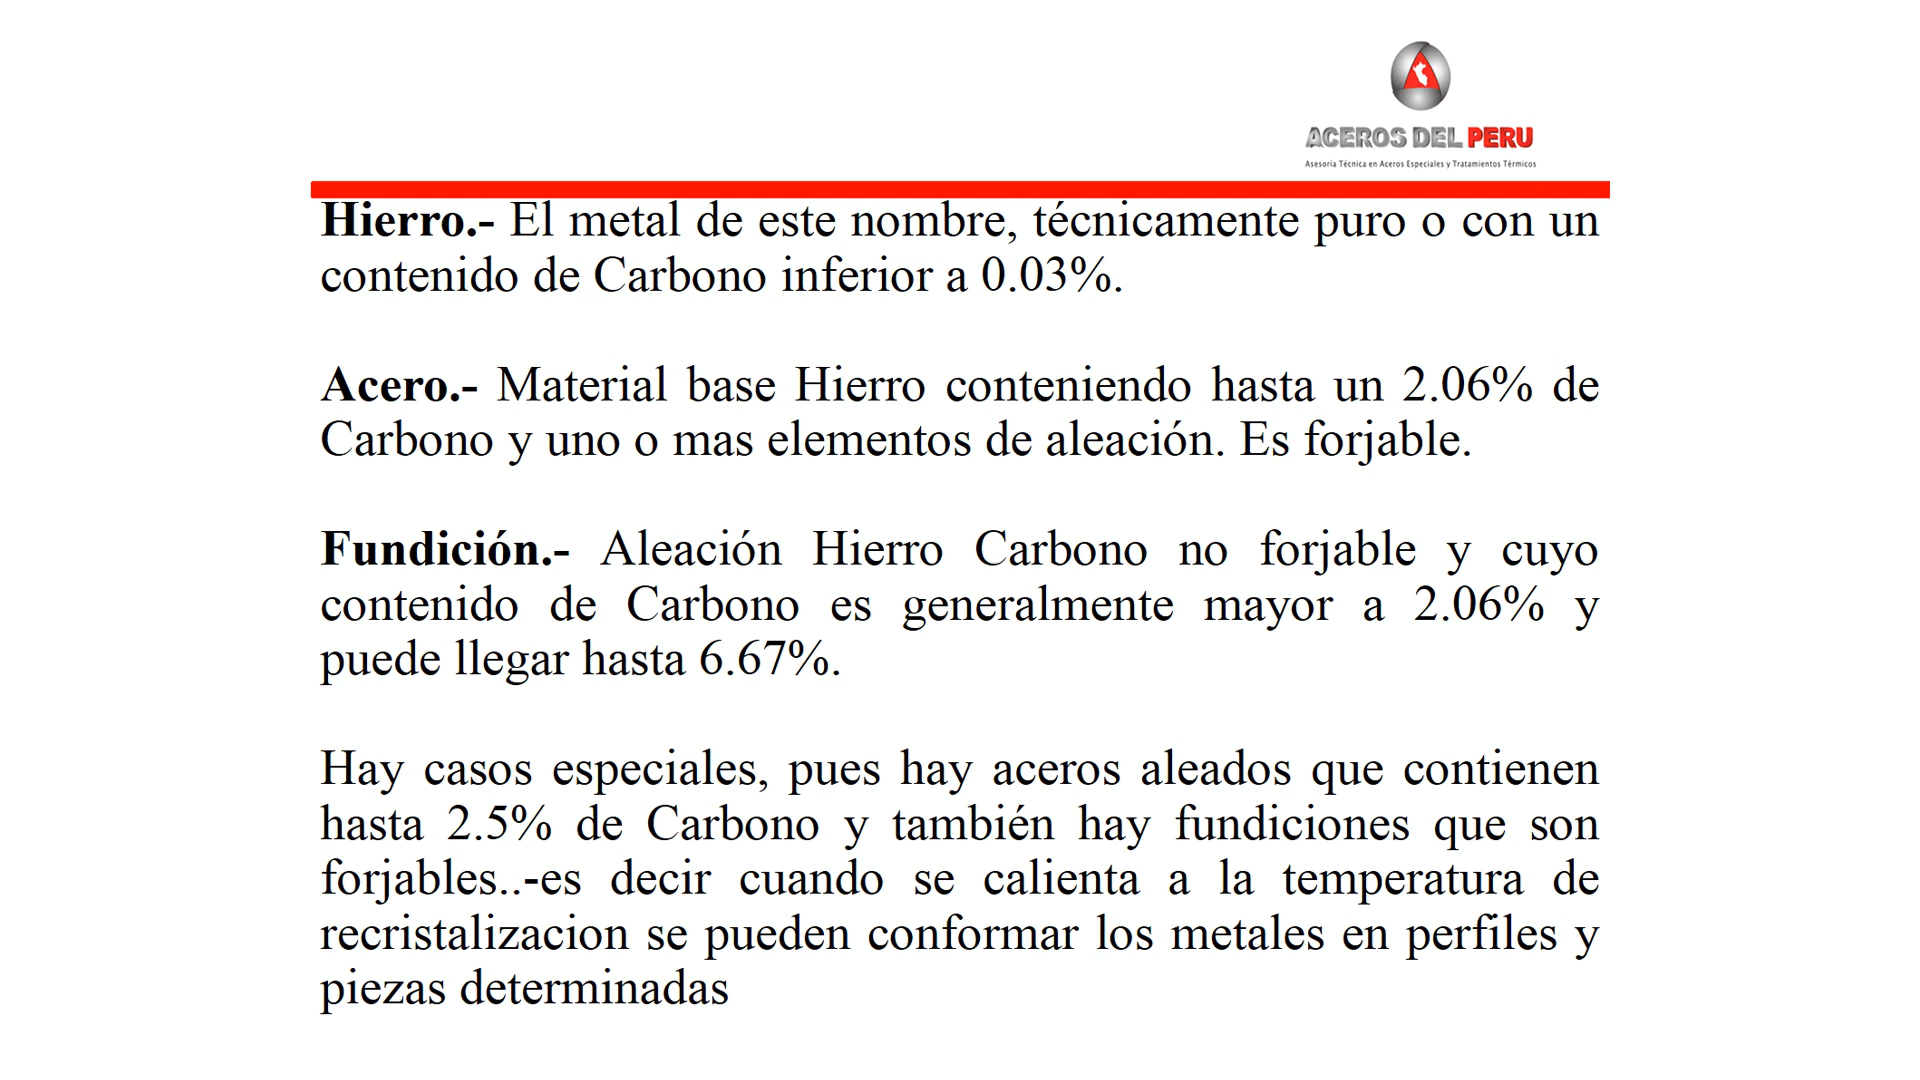 ACEROS DEL PERU
Asesoría Técnica en Aceros Especiales y Tratamientos Térmicos
Hierro.- El metal de este nombre, técnicamente puro o con un
contenido de Carbono inferior a 0.03%.
Acero.- Material base Hierro conteniendo hasta un 2.06% de
Carbono y uno o mas elementos de aleación. Es forjable.
Fundición.- Aleación Hierro Carbono no forjable y cuyo
contenido de Carbono es generalmente mayor a 2.06% y
puede llegar hasta 6.67%.
Hay casos especiales, pues hay aceros aleados que contienen
hasta 2.5% de Carbono y también hay fundiciones que son
forjables..-es decir cuando se calienta a la temperatura de
recristalizacion se pueden conformar los metales en perfiles y
piezas determinadas